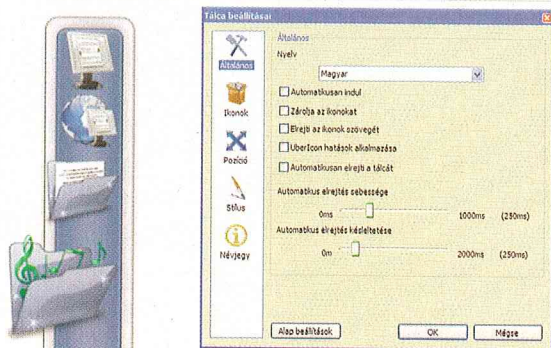 Tálca beállításai
Általános
Ikonok
Pozíció
Stílus
Névjegy
Általános
Nyelv
Magyar
Automatikusan indul
Zárolja az ikonokat
Elrejti az ikonok szövegét
UberIcon hatások alkalmazása
Automatikusan elrejti a tálcát
Automatikus elrejtés sebessége
0ms 1000ms (250ms)
Automatikus elrejtés késleltetése
0m 2000ms (250ms)
Alap beállítások OK Mégse